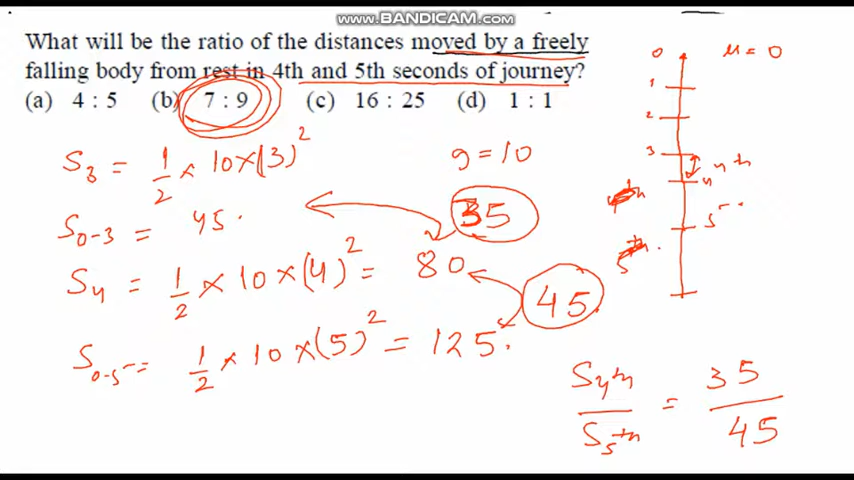 www.BANDICAM.com
What will be the ratio of the distances moved by a freely
falling body from rest in 4th and 5th seconds of journey?
(a) 4 : 5 (b) 7 : 9 (c) 16 : 25 (d) 1 : 1
S₃ = 1/2 × 10×(3)²
g = 10
S₀₋₃ = 45
35
S₄ = 1/2 × 10 × (4)² = 80
45
S₀₋₅ = 1/2 × 10 ×(5)² = 125
S₄th / S₅th = 35 / 45
0 u = 0
1
2
3
4th
4
5
5th